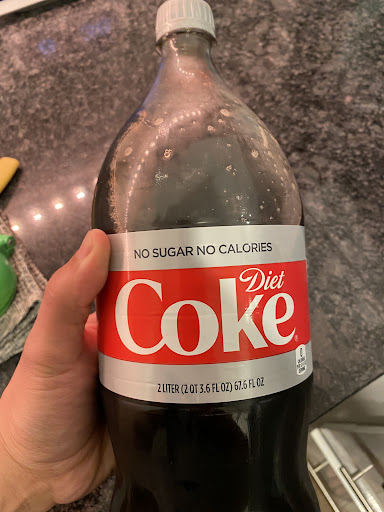 NO SUGAR NO CALORIES
Diet
Coke
2 LITER (2 QT 3.6 FL OZ) 67.6 FL OZ